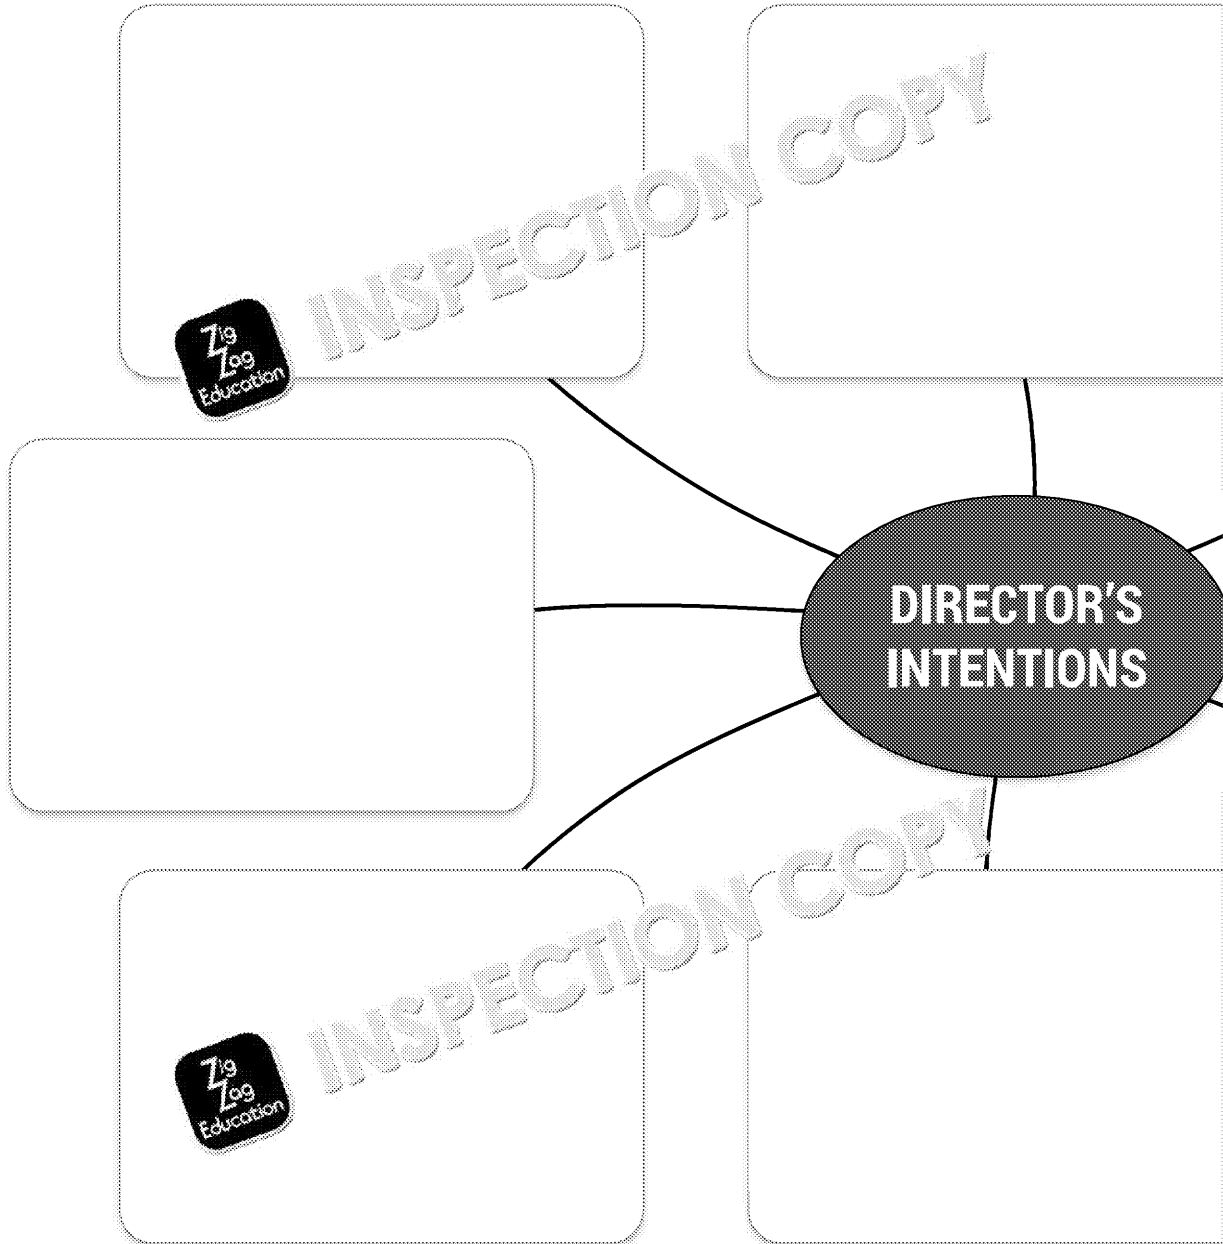 INSPECTION COPY
Zig
Zag
Education
DIRECTOR'S
INTENTIONS
INSPECTION COPY
Zig
Zag
Education